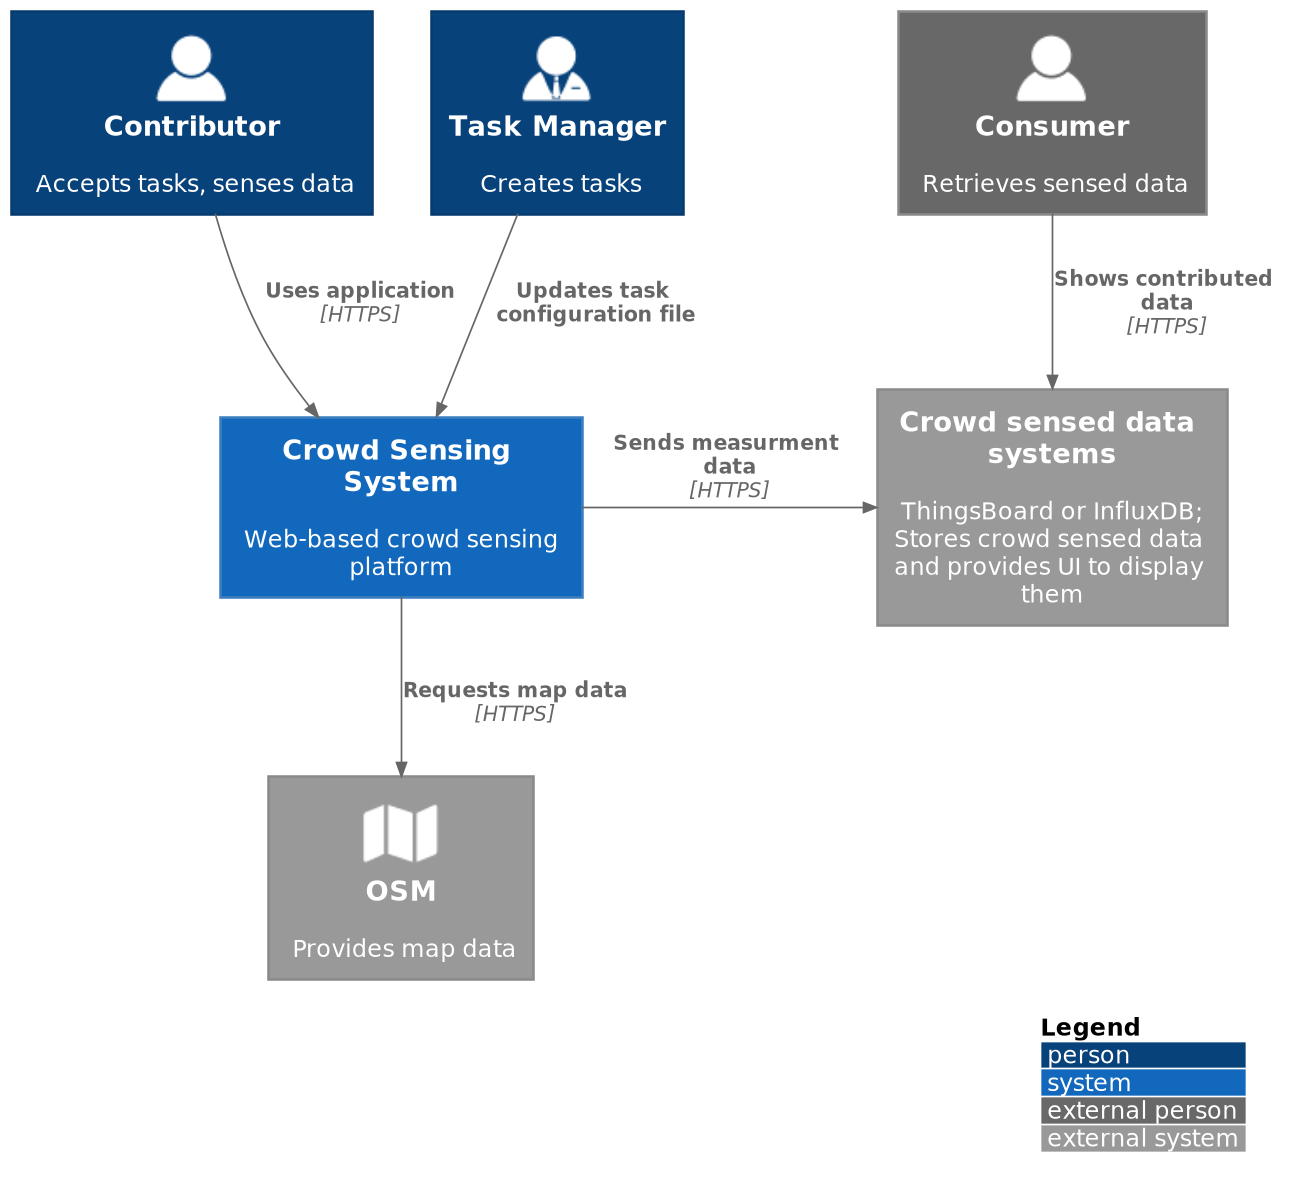 Contributor
Accepts tasks, senses data
Task Manager
Creates tasks
Consumer
Retrieves sensed data
Uses application
[HTTPS]
Updates task
configuration file
Shows contributed
data
[HTTPS]
Crowd Sensing
System
Web-based crowd sensing
platform
Sends measurment
data
[HTTPS]
Crowd sensed data
systems
ThingsBoard or InfluxDB;
Stores crowd sensed data
and provides UI to display
them
Requests map data
[HTTPS]
OSM
Provides map data
Legend
person
system
external person
external system